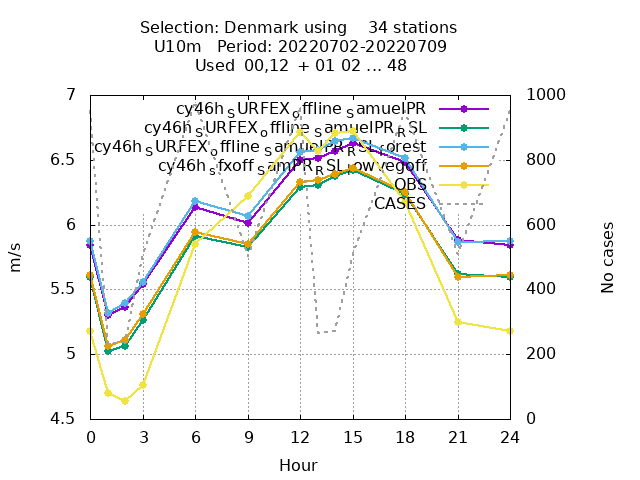 Selection: Denmark using    34 stations
U10m   Period: 20220702-20220709
Used  00,12  + 01 02 ... 48
7
6.5
6
5.5
5
4.5
m/s
1000
800
600
400
200
0
No cases
cy46h_SURFEX_offline_SamuelPR
cy46h_SURFEX_offline_SamuelPR_RSL
cy46h_SURFEX_offline_SamuelPR_RSL_forest
cy46h_sfxoff_SamPR_RSL_lowvegoff
OBS
CASES
0 3 6 9 12 15 18 21 24
Hour